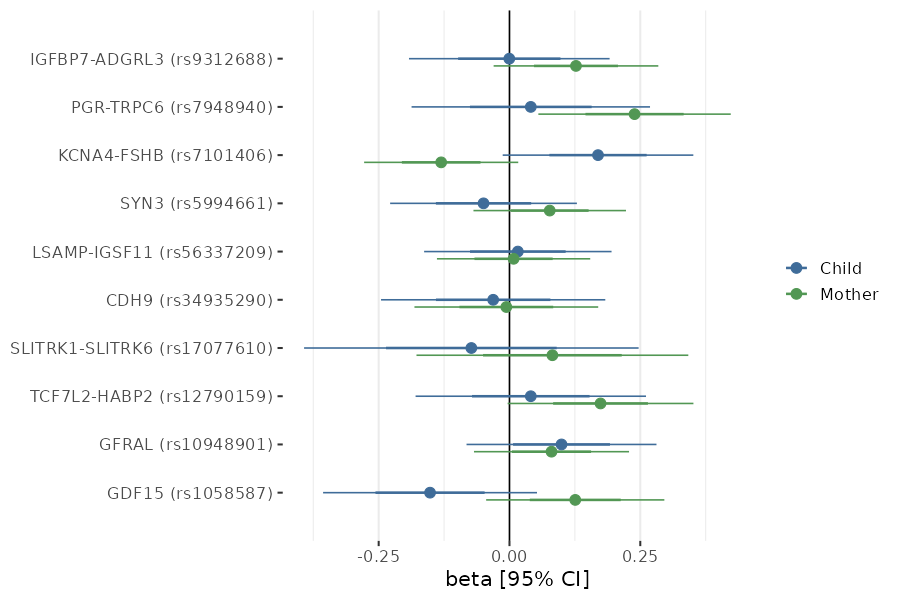 IGFBP7-ADGRL3 (rs9312688)
PGR-TRPC6 (rs7948940)
KCNA4-FSHB (rs7101406)
SYN3 (rs5994661)
LSAMP-IGSF11 (rs56337209)
CDH9 (rs34935290)
SLITRK1-SLITRK6 (rs17077610)
TCF7L2-HABP2 (rs12790159)
GFRAL (rs10948901)
GDF15 (rs1058587)
-0.25 0.00 0.25
beta [95% CI]
Child
Mother